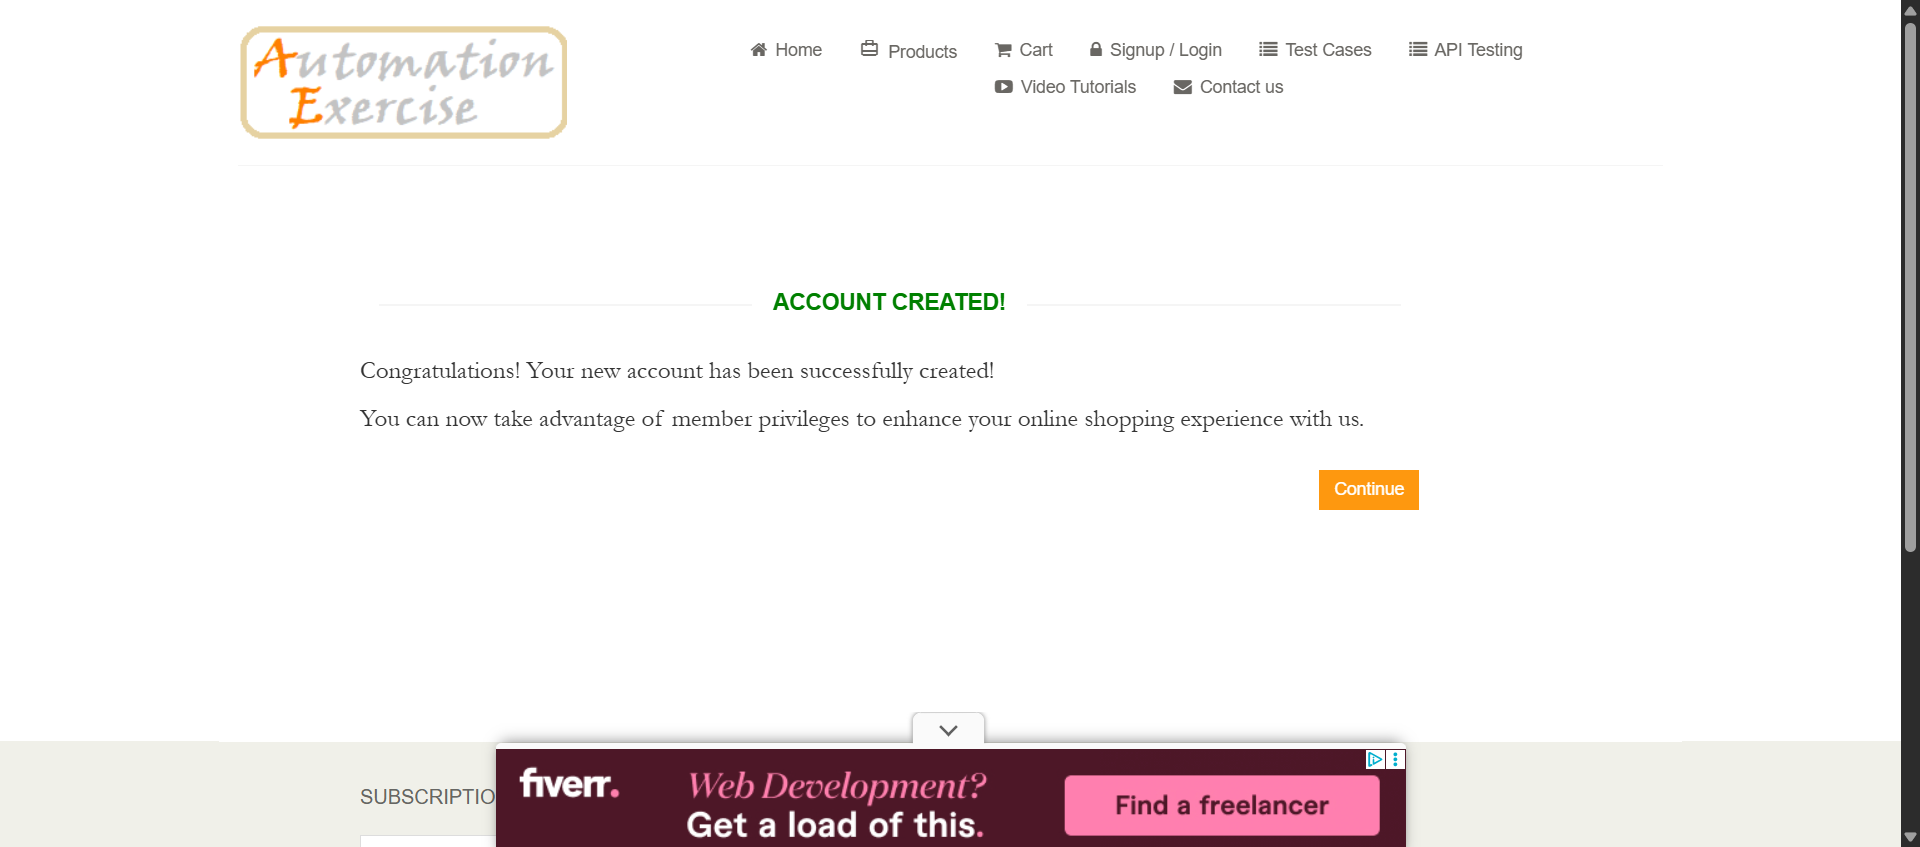 Automation
Exercise
Home
Products
Cart
Signup / Login
Test Cases
API Testing
Video Tutorials
Contact us
ACCOUNT CREATED!
Congratulations! Your new account has been successfully created!
You can now take advantage of member privileges to enhance your online shopping experience with us.
Continue
SUBSCRIPTIO
fiverr.
Web Development?
Get a load of this.
Find a freelancer